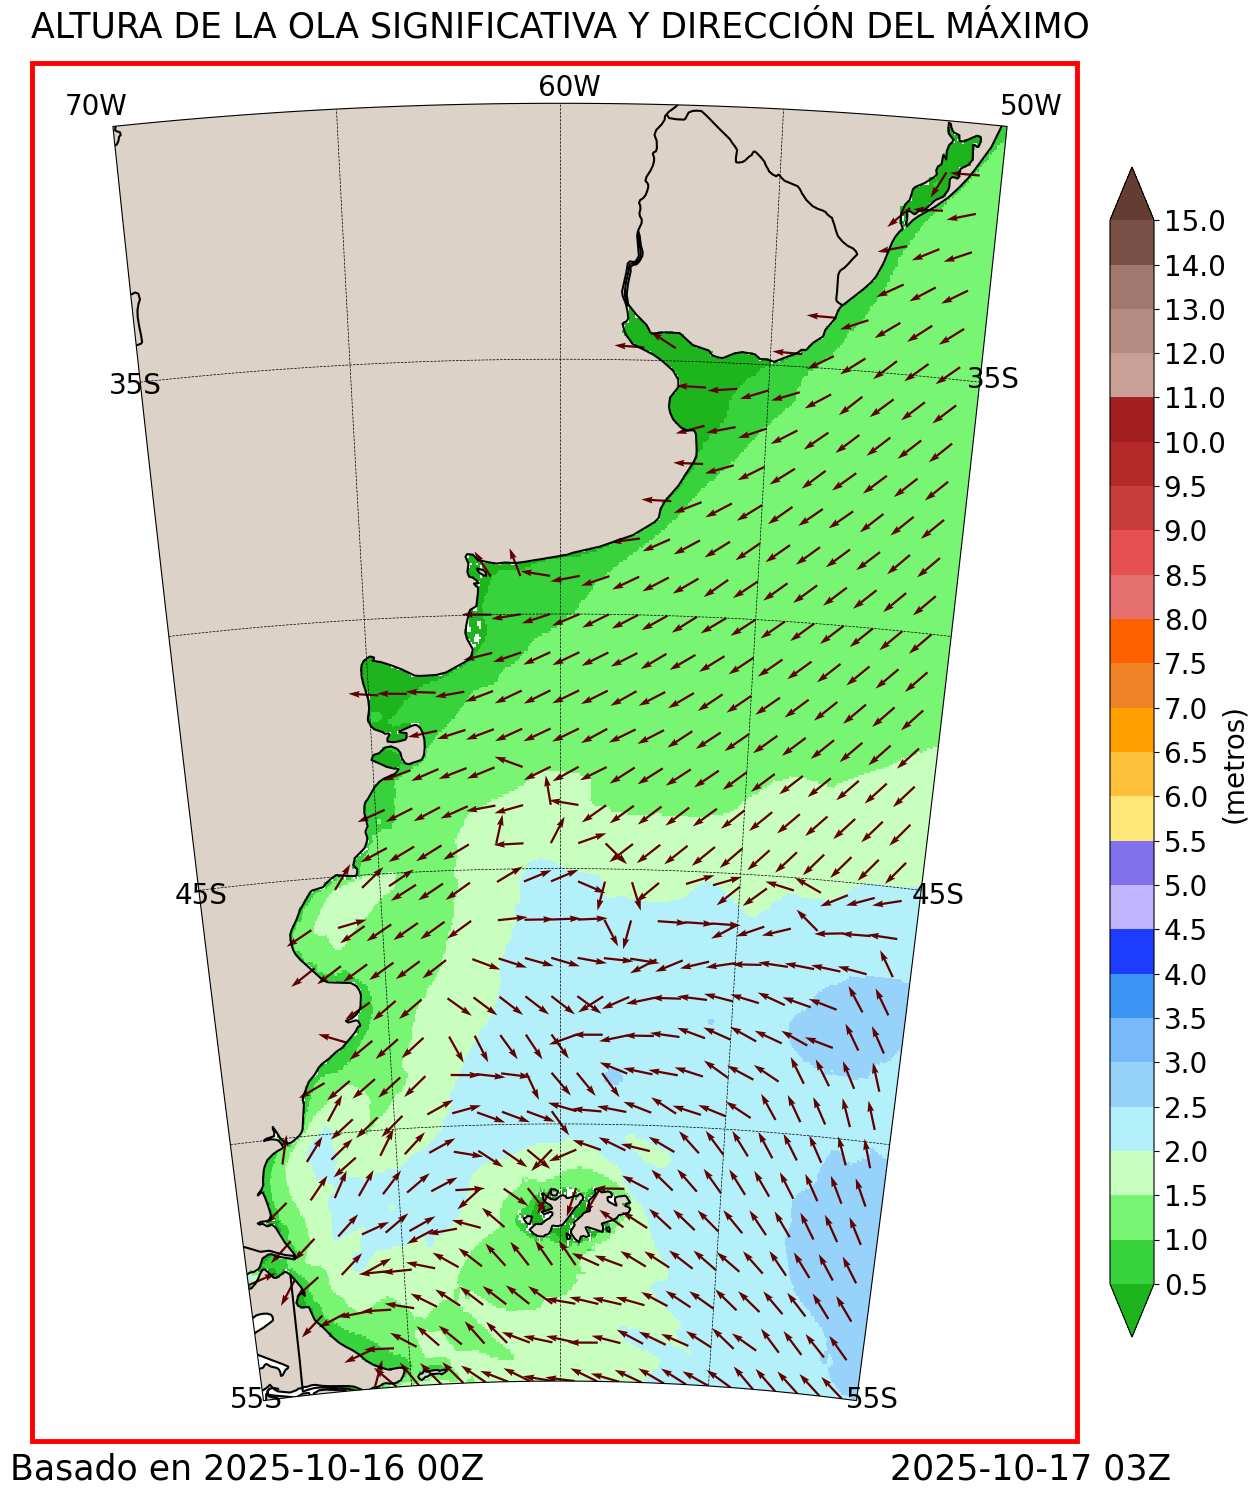 ALTURA DE LA OLA SIGNIFICATIVA Y DIRECCIÓN DEL MÁXIMO
70W
60W
50W
35S
35S
45S
45S
55S
55S
15.0
14.0
13.0
12.0
11.0
10.0
9.5
9.0
8.5
8.0
7.5
7.0
6.5
6.0
5.5
5.0
4.5
4.0
3.5
3.0
2.5
2.0
1.5
1.0
0.5
(metros)
Basado en 2025-10-16 00Z
2025-10-17 03Z